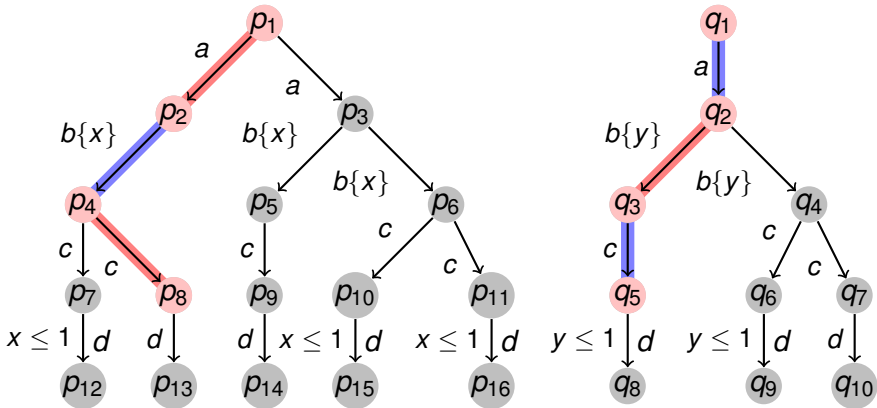 p1 q1
a a a
p2 p3 q2
b{x} b{x} b{y}
b{x} b{y}
p4 p5 p6 q3 q4
c c c c c c c c
p7 p8 p9 p10 p11 q5 q6 q7
x ≤ 1 d d d x ≤ 1 d x ≤ 1 d y ≤ 1 d y ≤ 1 d d
p12 p13 p14 p15 p16 q8 q9 q10